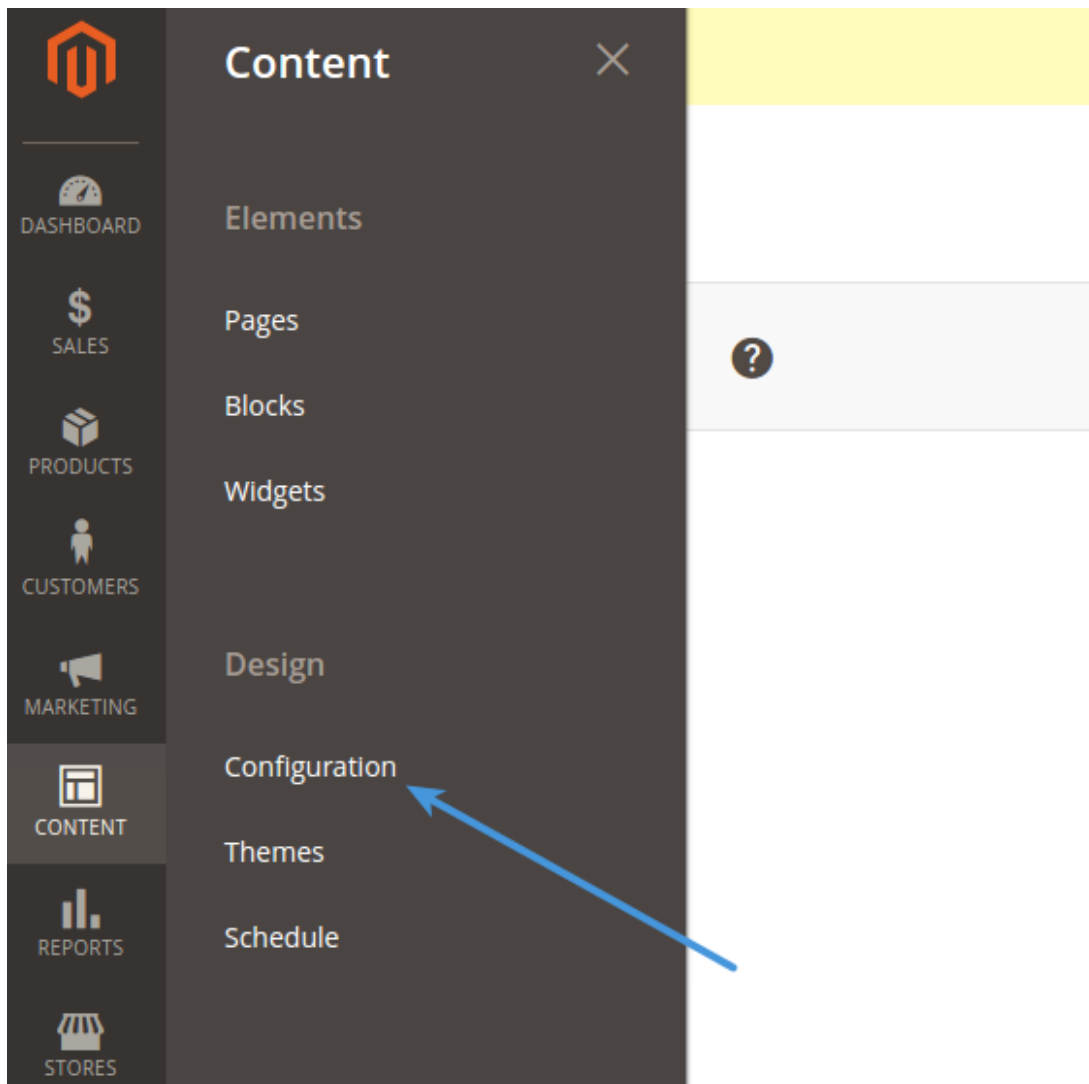 Content
DASHBOARD
SALES
PRODUCTS
CUSTOMERS
MARKETING
CONTENT
REPORTS
STORES
Elements
Pages
Blocks
Widgets
Design
Configuration
Themes
Schedule
?